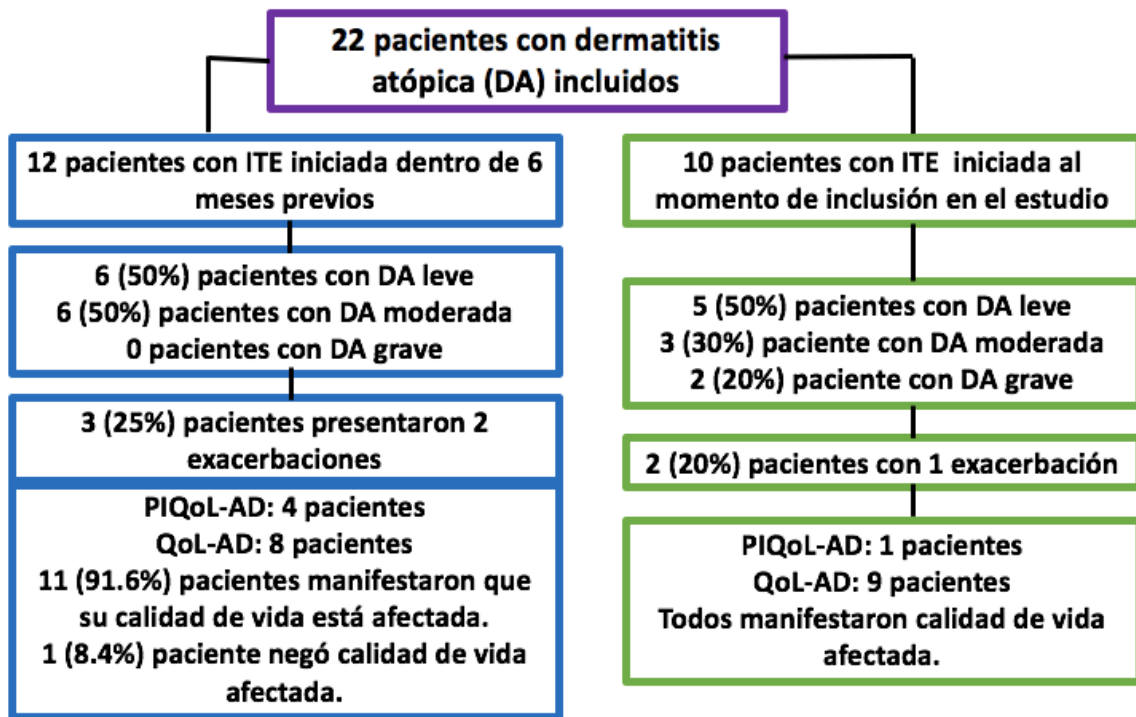 22 pacientes con dermatitis
atópica (DA) incluidos
12 pacientes con ITE iniciada dentro de 6
meses previos
6 (50%) pacientes con DA leve
6 (50%) pacientes con DA moderada
0 pacientes con DA grave
3 (25%) pacientes presentaron 2
exacerbaciones
PIQoL-AD: 4 pacientes
QoL-AD: 8 pacientes
11 (91.6%) pacientes manifestaron que
su calidad de vida está afectada.
1 (8.4%) paciente negó calidad de vida
afectada.
10 pacientes con ITE iniciada al
momento de inclusión en el estudio
5 (50%) pacientes con DA leve
3 (30%) paciente con DA moderada
2 (20%) paciente con DA grave
2 (20%) pacientes con 1 exacerbación
PIQoL-AD: 1 pacientes
QoL-AD: 9 pacientes
Todos manifestaron calidad de vida
afectada.